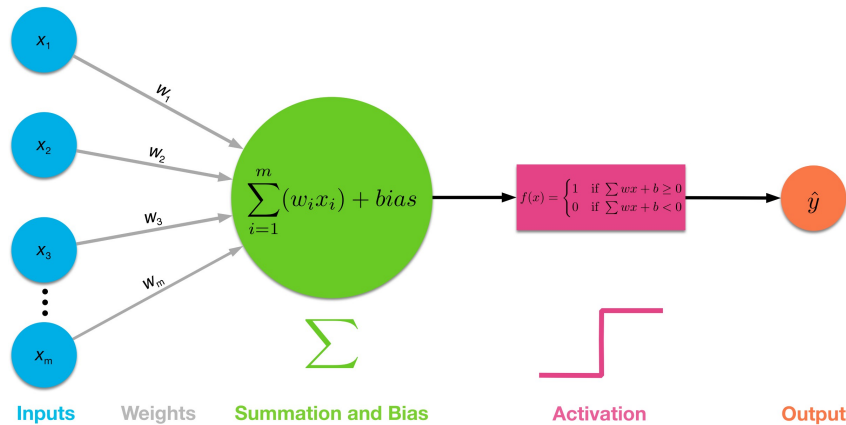 x₁
w₁
x₂
w₂
x₃
w₃
xₘ
wₘ
∑ᵢ₌₁ᵐ(wᵢxᵢ) + bias
f(x) = {1 if ∑ wx + b ≥ 0
0 if ∑ wx + b < 0
ŷ
∑
Inputs Weights Summation and Bias Activation Output